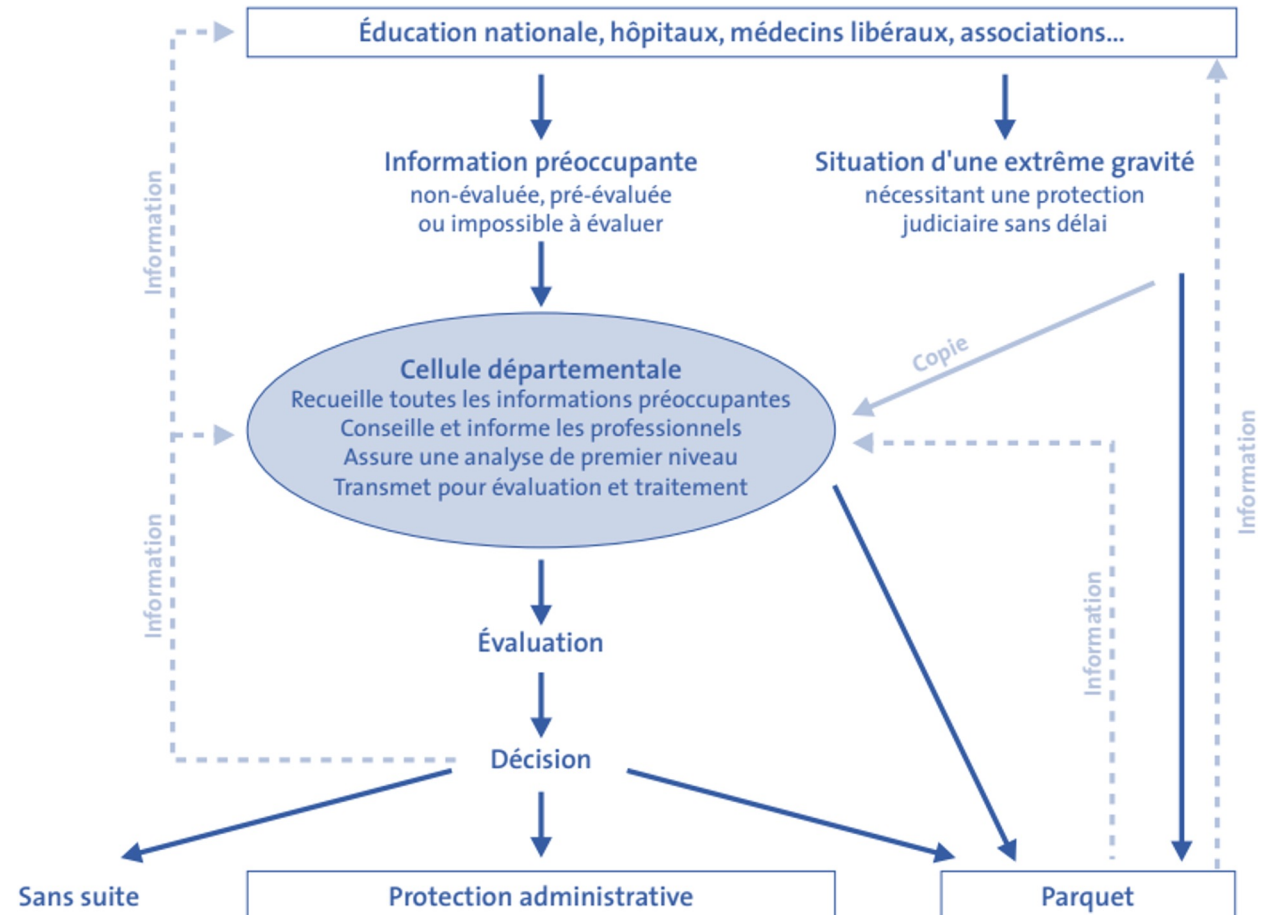 Éducation nationale, hôpitaux, médecins libéraux, associations...
Information préoccupante
non-évaluée, pré-évaluée
ou impossible à évaluer
Situation d'une extrême gravité
nécessitant une protection
judiciaire sans délai
Information
Copie
Cellule départementale
Recueille toutes les informations préoccupantes
Conseille et informe les professionnels
Assure une analyse de premier niveau
Transmet pour évaluation et traitement
Information
Information
Information
Évaluation
Décision
Sans suite
Protection administrative
Parquet